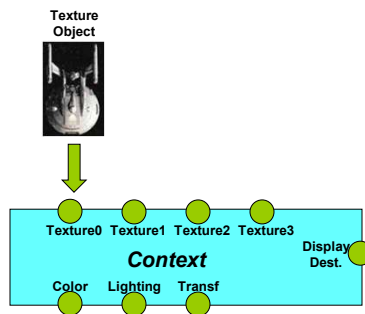 Texture
Object
Texture0 Texture1 Texture2 Texture3
Context
Display
Dest.
Color Lighting Transf